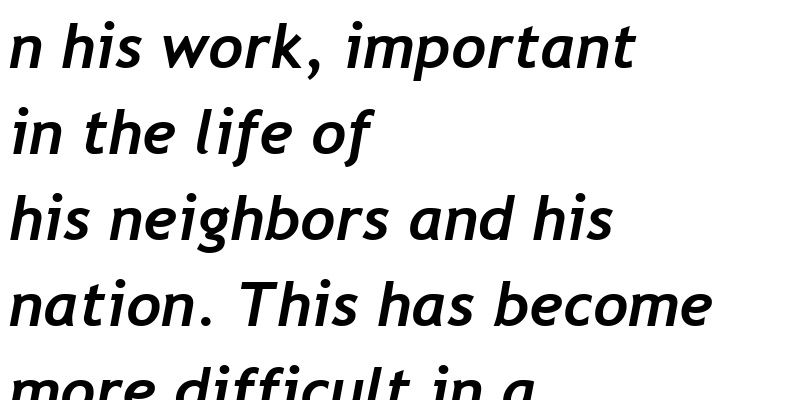 n his work, important
in the life of
his neighbors and his
nation. This has become
more difficult in a